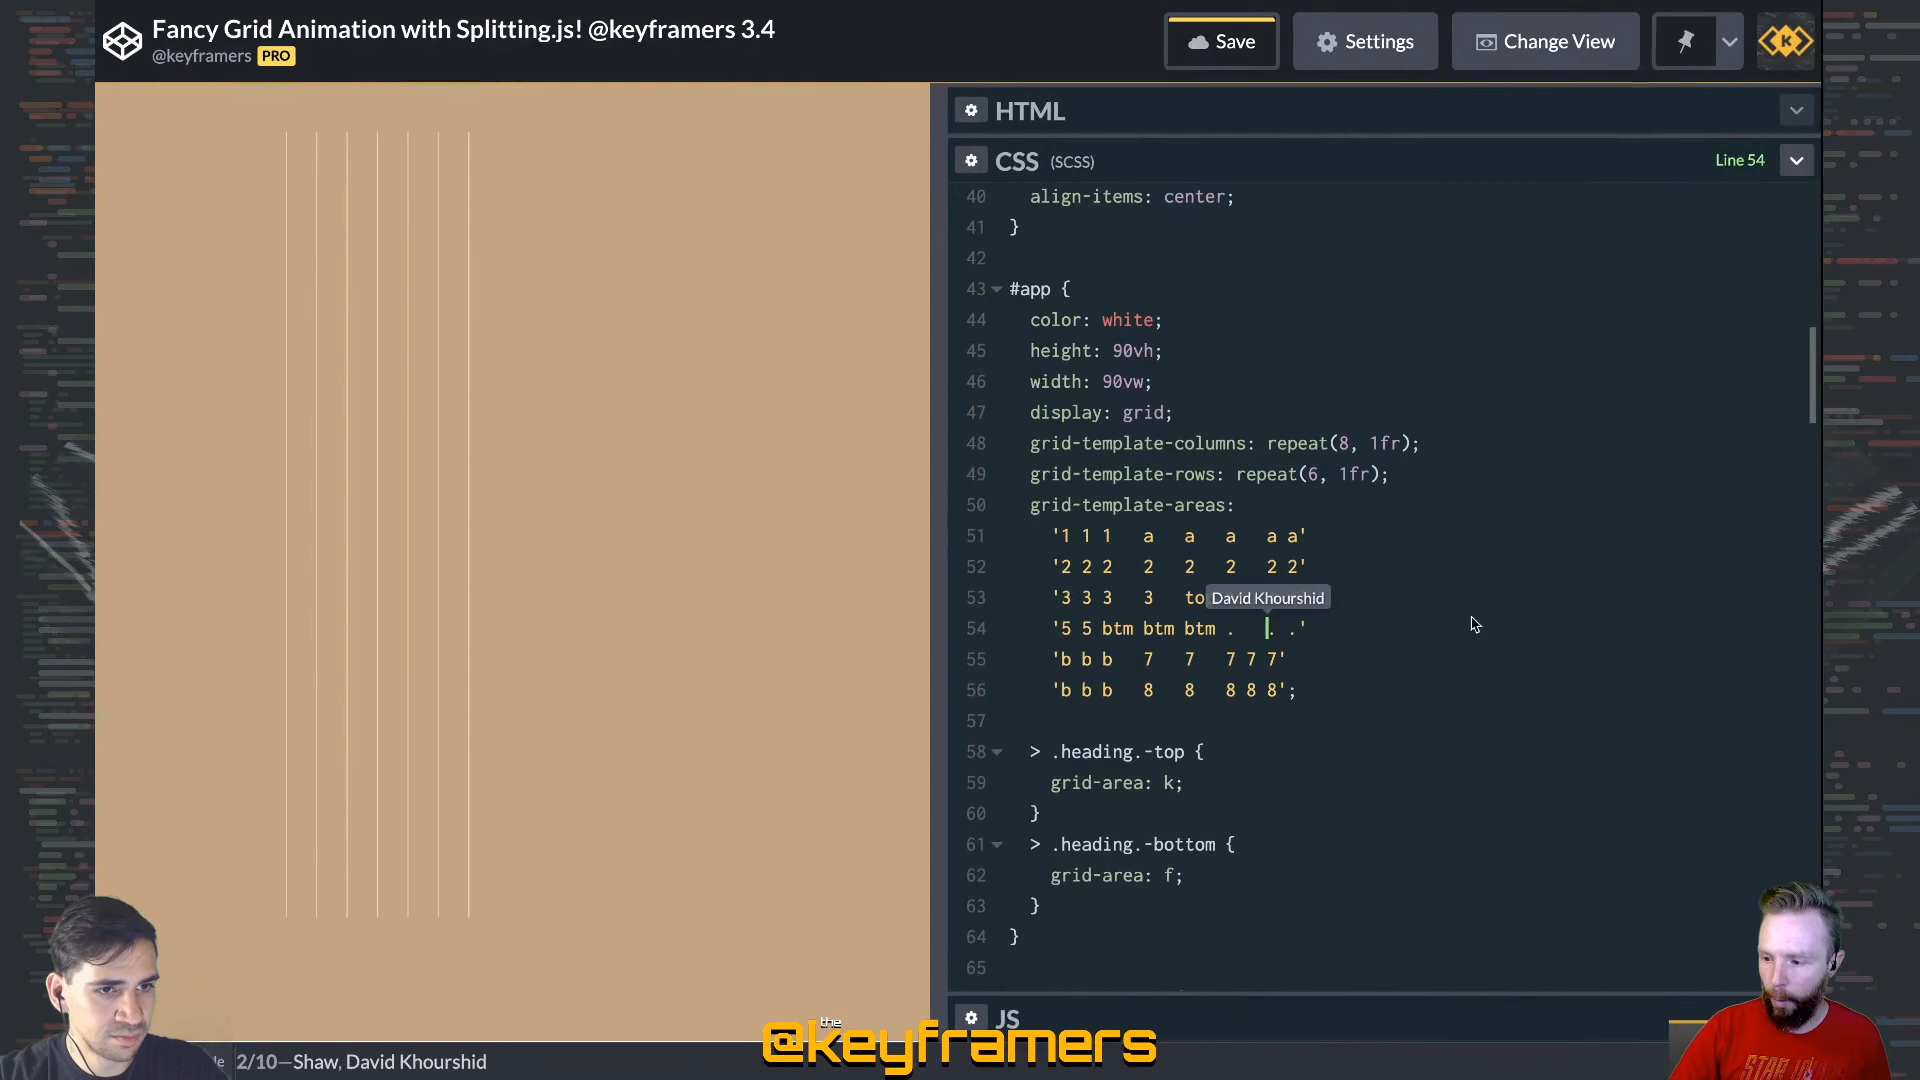 Fancy Grid Animation with Splitting.js! @keyframers 3.4
@keyframers PRO
Save
Settings
Change View
HTML
CSS (SCSS)
Line 54
40 align-items: center;
41 }
42
43 #app {
44 color: white;
45 height: 90vh;
46 width: 90vw;
47 display: grid;
48 grid-template-columns: repeat(8, 1fr);
49 grid-template-rows: repeat(6, 1fr);
50 grid-template-areas:
51 '1 1 1 a a a a a'
52 '2 2 2 2 2 2 2 2'
53 '3 3 3 3 to
David Khourshid
54 '5 5 btm btm btm . . .'
55 'b b b 7 7 7 7 7'
56 'b b b 8 8 8 8 8';
57
58 > .heading.-top {
59 grid-area: k;
60 }
61 > .heading.-bottom {
62 grid-area: f;
63 }
64 }
65
JS
the
@keyframers
2/10—Shaw, David Khourshid